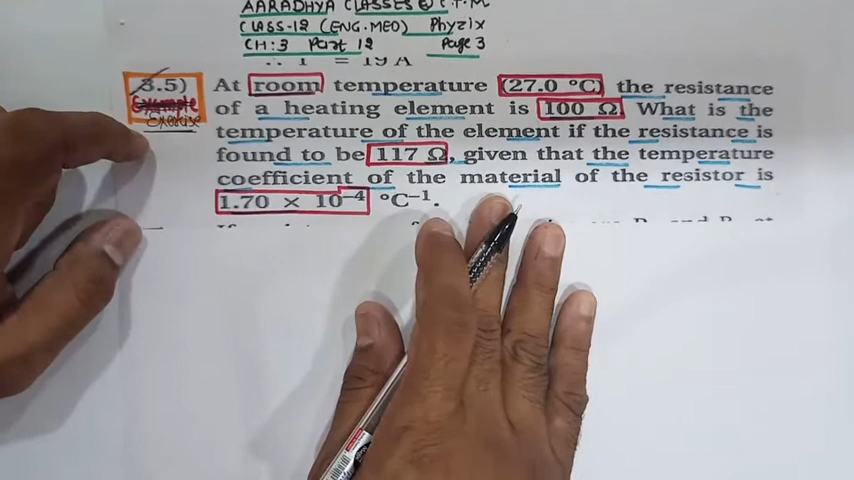 AARADHYA CLASSES
CLASS-12 (ENG.MED) Phyzix
CH:3 Part 12 Page 3
3.5) At room temperature (27.0 °C) the resistance
Example of a heating element is 100 Ω What is the
Exercise temperature of the element if the resistance is
found to be 117 Ω, given that the temperature
coefficient of the material of the resistor is
1.70 × 10⁻⁴ °C⁻¹.